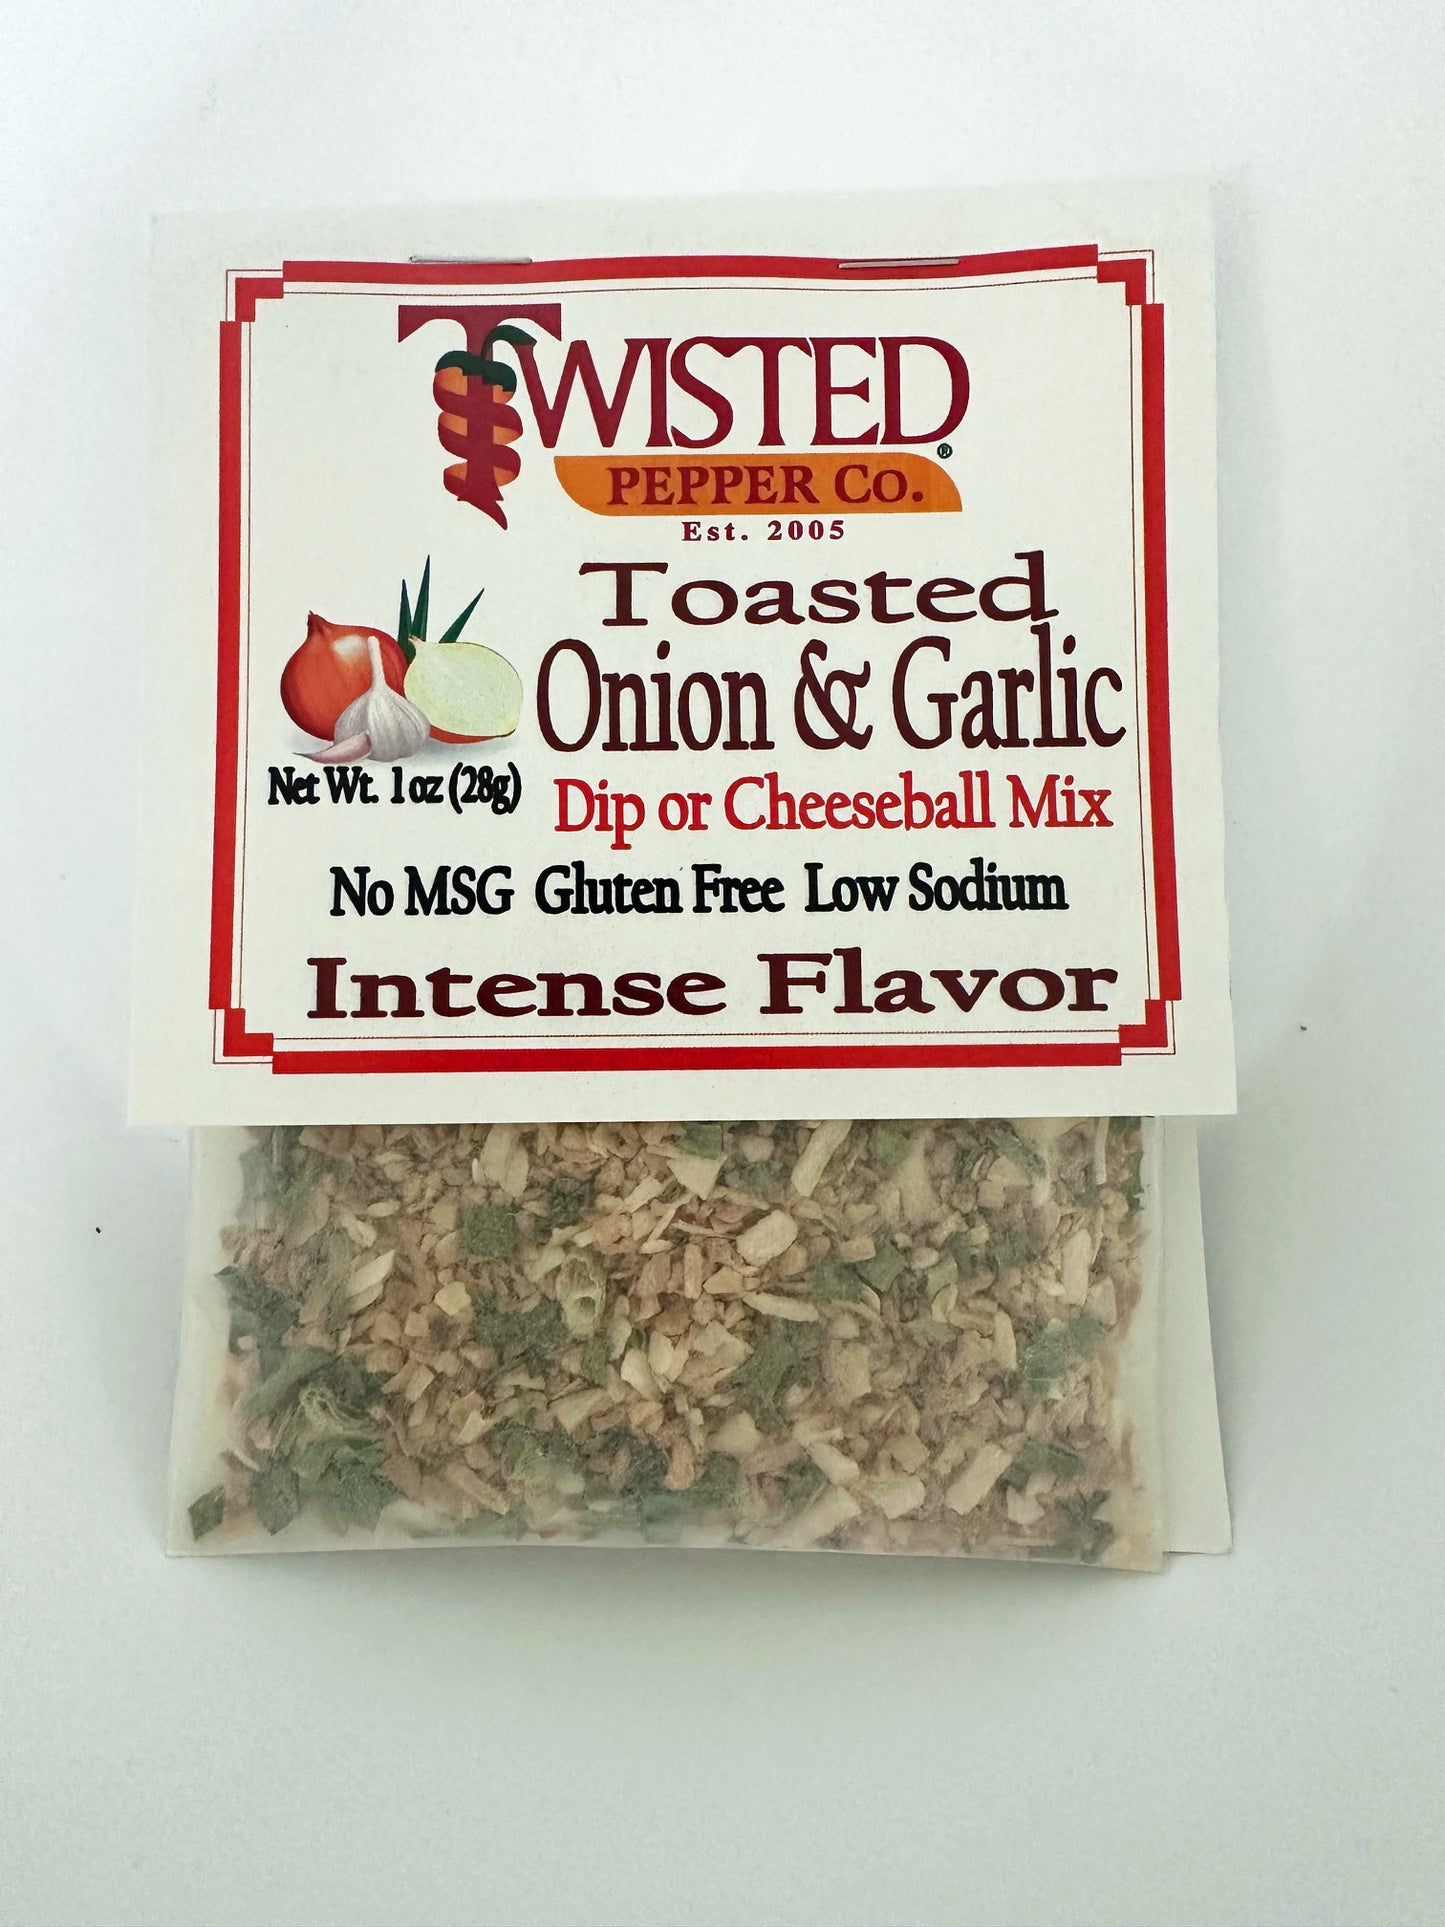 TWISTED
PEPPER CO.
®
Est. 2005
Toasted
Onion & Garlic
Net Wt. 1 oz (28g)
Dip or Cheeseball Mix
No MSG Gluten Free Low Sodium
Intense Flavor